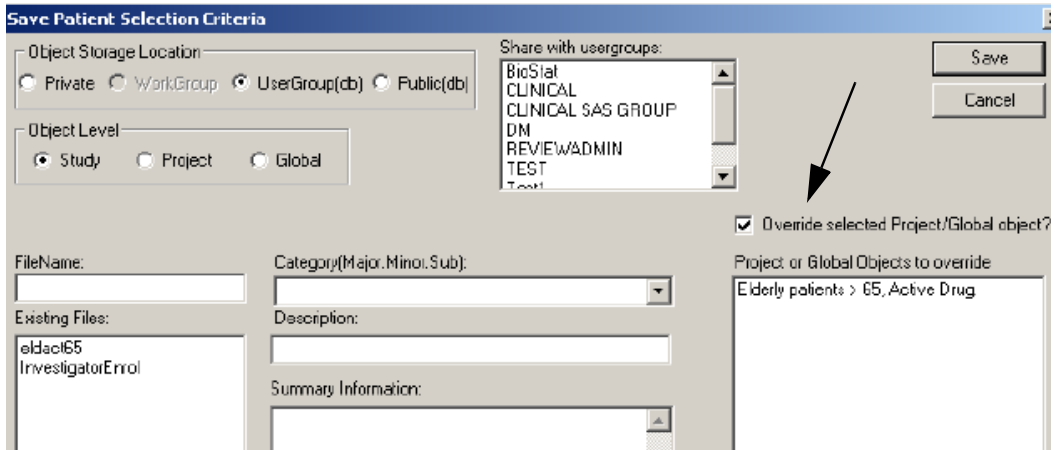 Save Patient Selection Criteria
Object Storage Location
Private WorkGroup UserGroup(db) Public(db)
Object Level
Study Project Global
Share with usergroups:
BioStat
CLINICAL
CLINICAL SAS GROUP
DM
REVIEWADMIN
TEST
Test1
Save
Cancel
Override selected Project/Global object?
FileName:
Existing Files:
eldact65
InvestigatorEnrol
Category(Major.Minor.Sub):
Description:
Summary Information:
Project or Global Objects to override
Elderly patients > 65, Active Drug